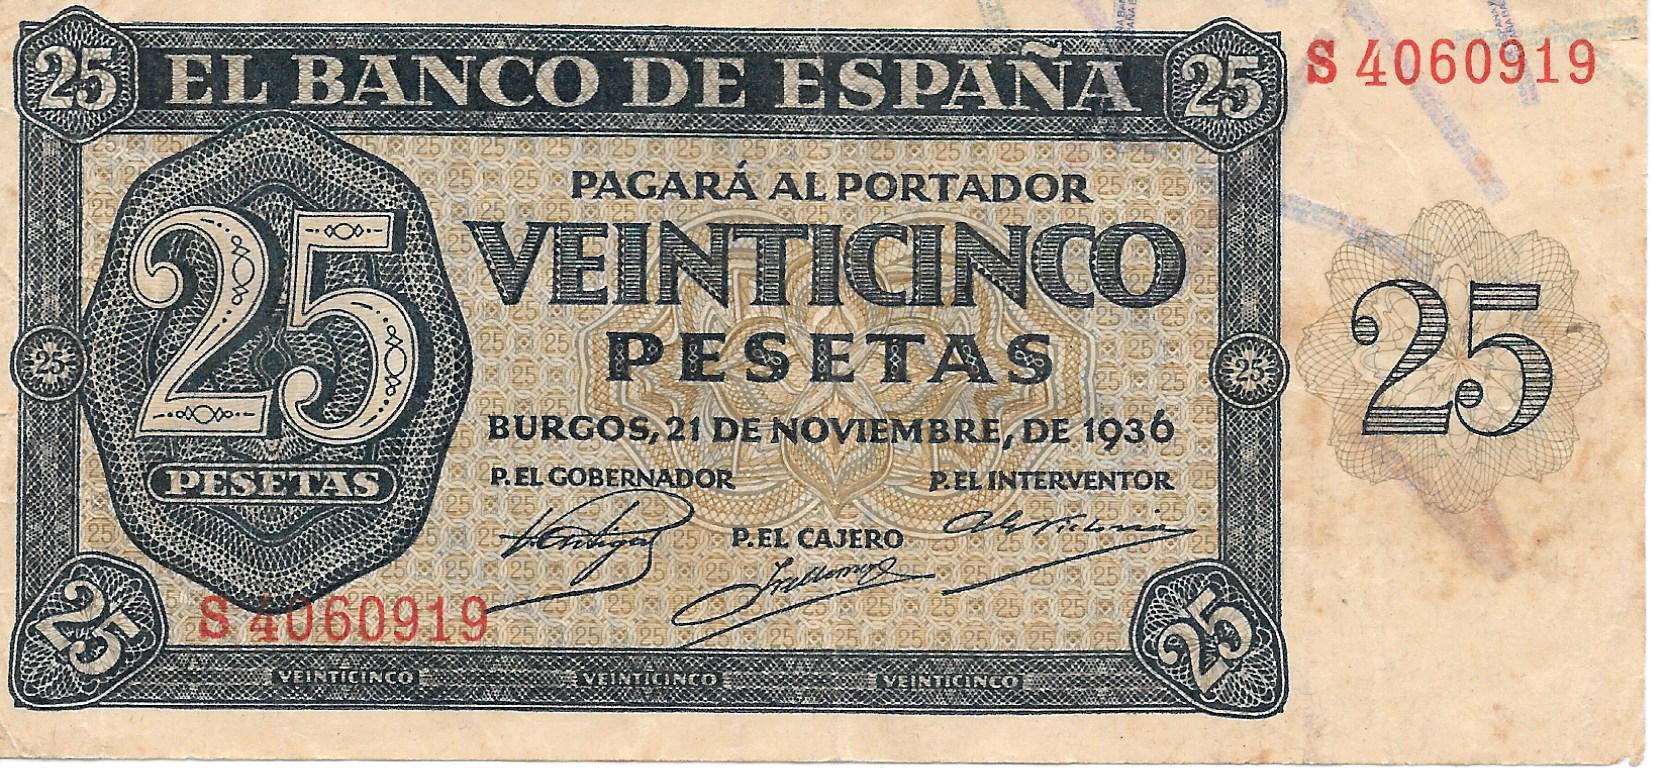 25 EL BANCO DE ESPAÑA 25
S 4060919
PAGARÁ AL PORTADOR
VEINTICINCO
PESETAS
25
25
25
25
BURGOS, 21 DE NOVIEMBRE, DE 1936
PESETAS
P. EL GOBERNADOR
P. EL INTERVENTOR
P. EL CAJERO
S 4060919
25
25
VEINTICINCO VEINTICINCO VEINTICINCO